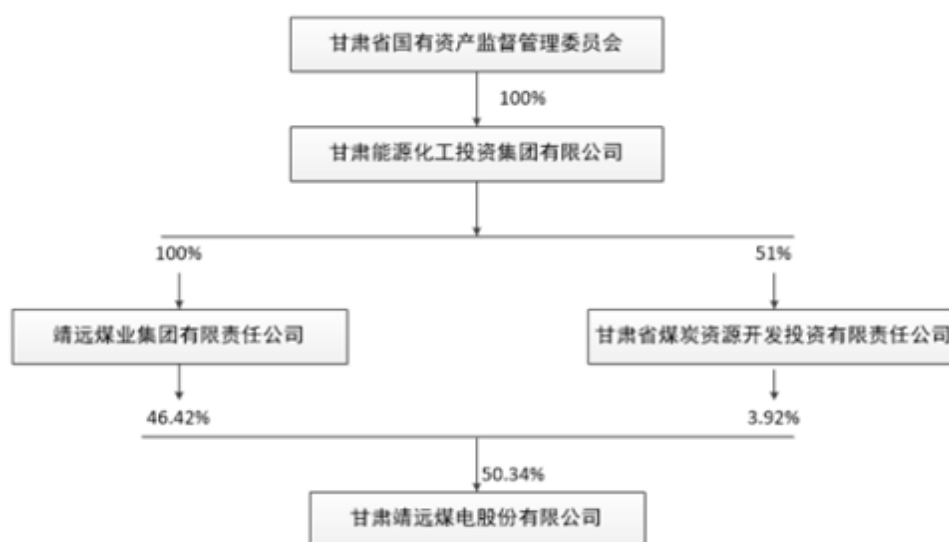 甘肃省国有资产监督管理委员会
100%
甘肃能源化工投资集团有限公司
100%
51%
靖远煤业集团有限责任公司
甘肃省煤炭资源开发投资有限责任公司
46.42%
3.92%
50.34%
甘肃靖远煤电股份有限公司